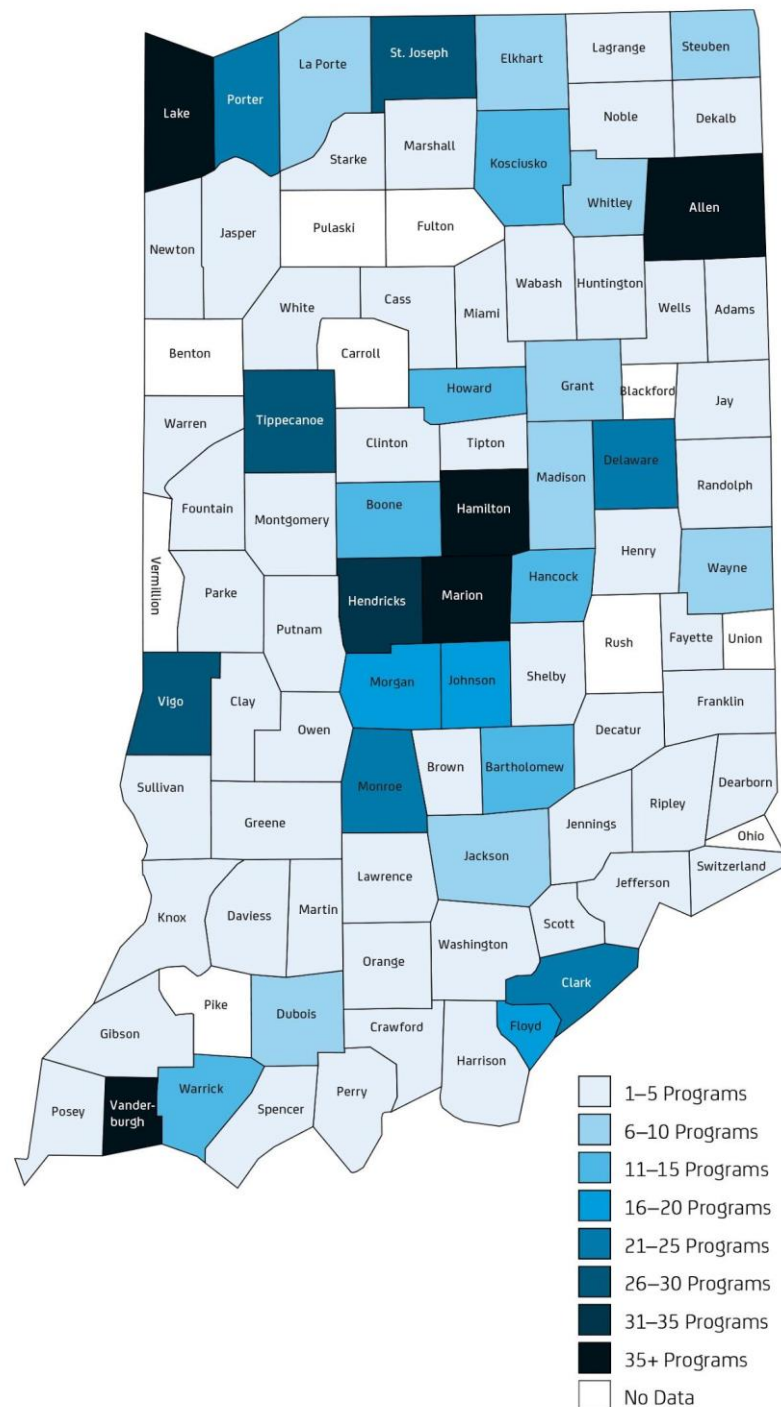 St. Joseph
La Porte
Elkhart
Lagrange
Steuben
Lake
Porter
Noble
Dekalb
Starke
Marshall
Kosciusko
Whitley
Allen
Newton
Jasper
Pulaski
Fulton
White
Cass
Miami
Wabash
Huntington
Wells
Adams
Benton
Carroll
Howard
Grant
Blackford
Jay
Warren
Tippecanoe
Clinton
Tipton
Madison
Delaware
Randolph
Fountain
Montgomery
Boone
Hamilton
Henry
Vermillion
Parke
Putnam
Hendricks
Marion
Hancock
Wayne
Rush
Fayette
Union
Vigo
Clay
Owen
Morgan
Johnson
Shelby
Franklin
Decatur
Sullivan
Greene
Monroe
Brown
Bartholomew
Jennings
Ripley
Dearborn
Ohio
Switzerland
Knox
Daviess
Martin
Lawrence
Jackson
Jefferson
Scott
Orange
Washington
Clark
Floyd
Gibson
Pike
Dubois
Crawford
Harrison
Posey
Vander-
burgh
Warrick
Spencer
Perry
1–5 Programs
6–10 Programs
11–15 Programs
16–20 Programs
21–25 Programs
26–30 Programs
31–35 Programs
35+ Programs
No Data